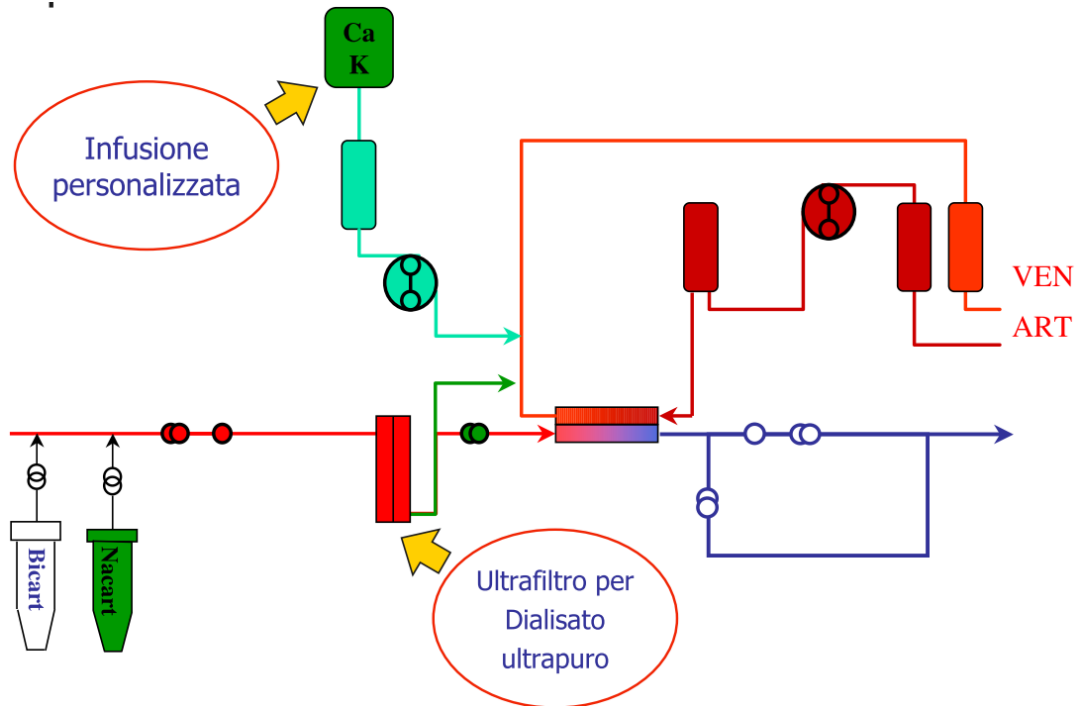 Ca
K
Infusione
personalizzata
VEN
ART
Bicart
Nacart
Ultrafiltro per
Dialisato
ultrapuro